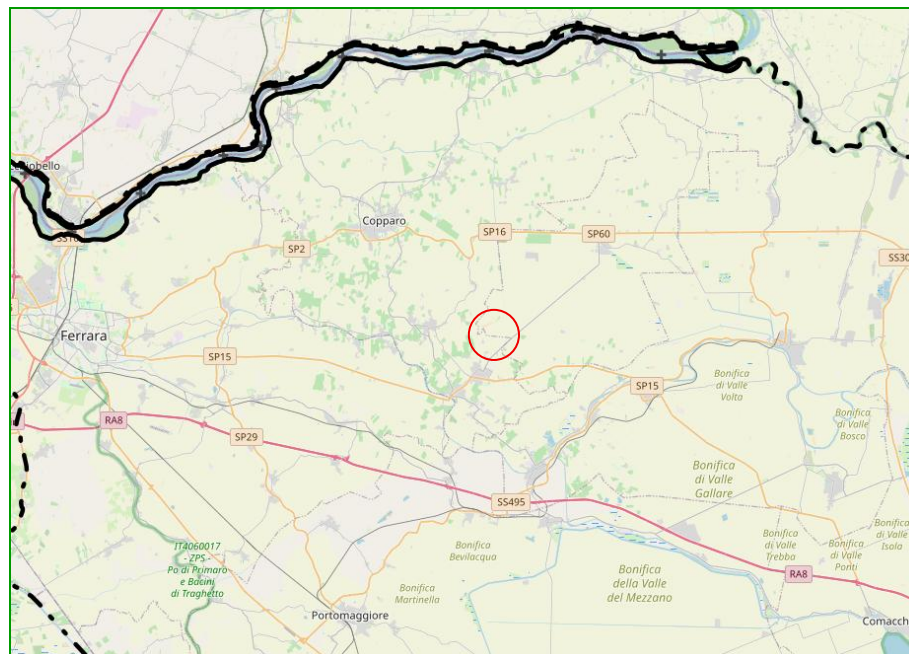 SS16
Copparo
SP16
SP60
SP2
SS30
Ferrara
SP15
Bonifica
di Valle
Volta
SP15
Bonifica
di Valle
Bosco
RA8
SP29
Bonifica
di Valle
Gallare
SS495
Bonifica
di Valle
Trebba
Bonifica
di Valle
Ponti
Bonifica
di Valle
Isola
IT4060017
- ZPS
Po di Primaro
e Bacini
di Traghetto
Bonifica
Bevilacqua
Bonifica
Martinella
Bonifica
della Valle
del Mezzano
RA8
Portomaggiore
Comacch